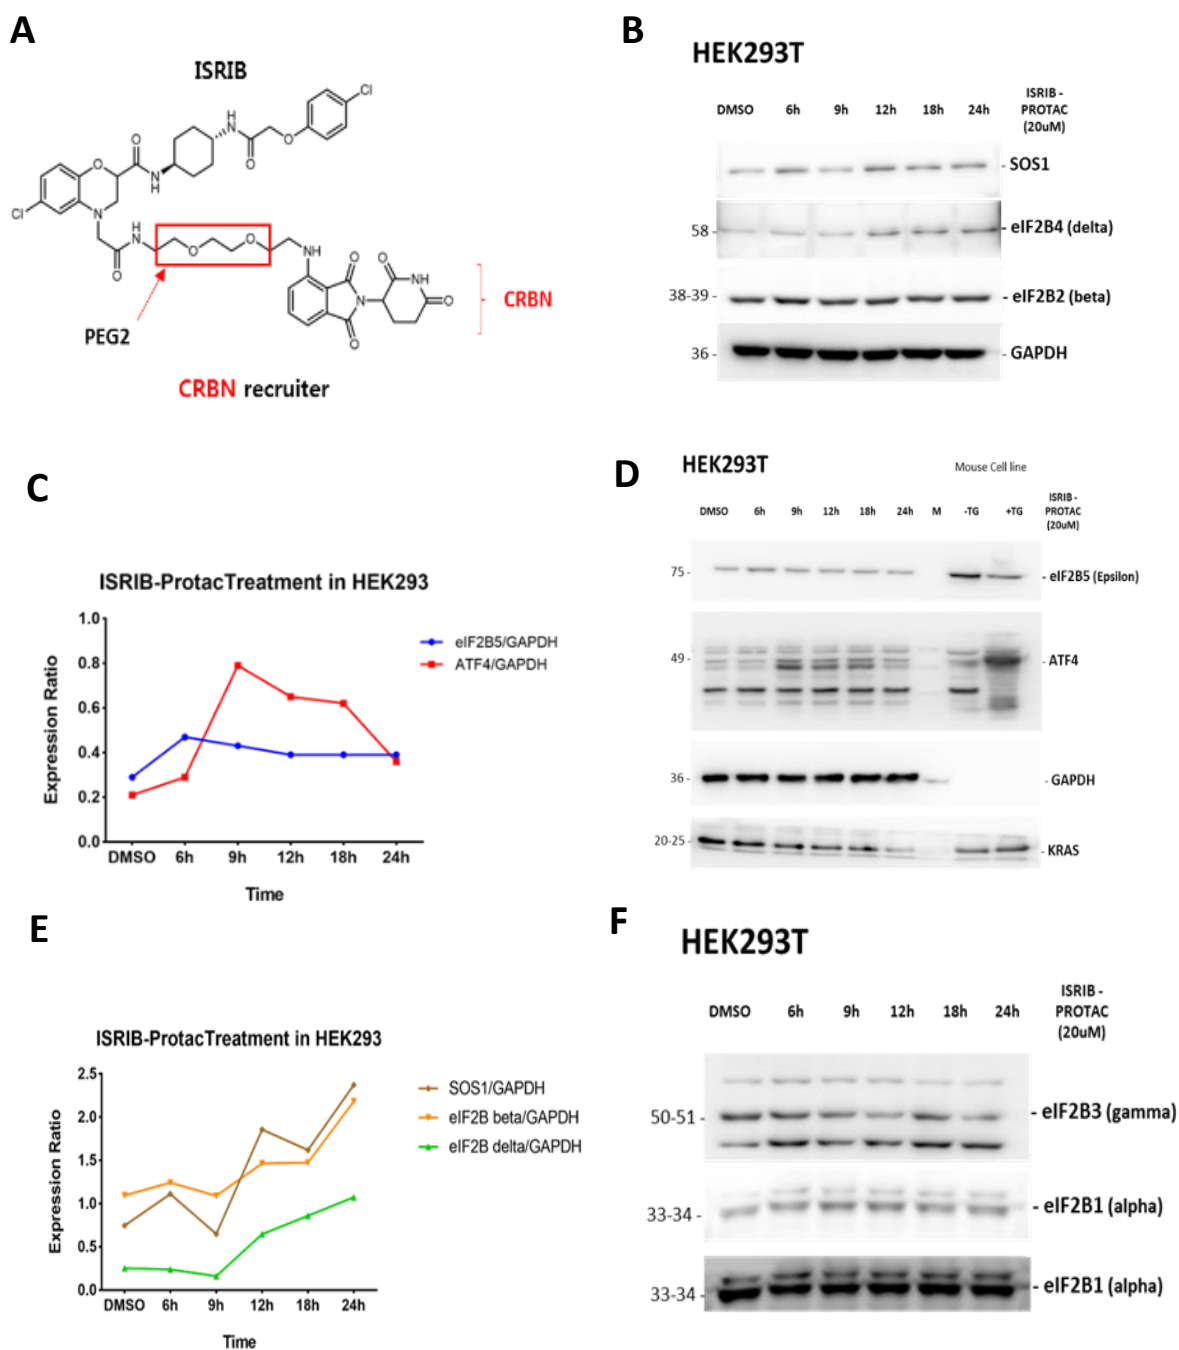 A
ISRIB
Cl
O
H
N
O
O
O
O
N
H
Cl
N
H
N
O
O
O
NH
O
O
NH
N
O
O
PEG2
CRBN
CRBN recruiter
B
HEK293T
DMSO 6h 9h 12h 18h 24h
ISRIB -
PROTAC
(20uM)
- SOS1
58 - - eIF2B4 (delta)
38-39 - - eIF2B2 (beta)
36 - - GAPDH
C
ISRIB-ProtacTreatment in HEK293
Expression Ratio
1.0
0.8
0.6
0.4
0.2
0.0
DMSO 6h 9h 12h 18h 24h
Time
eIF2B5/GAPDH
ATF4/GAPDH
D
HEK293T
Mouse Cell line
DMSO 6h 9h 12h 18h 24h M -TG +TG
ISRIB -
PROTAC
(20uM)
75 - - eIF2B5 (Epsilon)
49 - - ATF4
36 - - GAPDH
20-25 - - KRAS
E
ISRIB-ProtacTreatment in HEK293
Expression Ratio
2.5
2.0
1.5
1.0
0.5
0.0
DMSO 6h 9h 12h 18h 24h
Time
SOS1/GAPDH
eIF2B beta/GAPDH
eIF2B delta/GAPDH
F
HEK293T
DMSO 6h 9h 12h 18h 24h
ISRIB -
PROTAC
(20uM)
50-51 - - eIF2B3 (gamma)
33-34 - - eIF2B1 (alpha)
33-34 - - eIF2B1 (alpha)